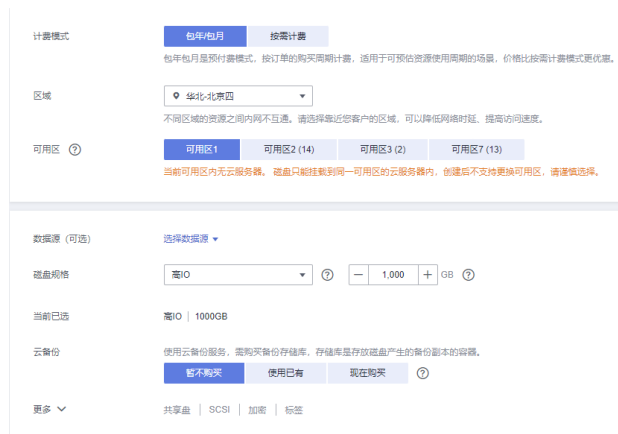 计费模式 包年/包月 按需计费
包年包月是预付费模式，按订单的购买周期计费，适用于可预估资源使用周期的场景，价格比按需计费模式更优惠。
区域 华北-北京四
不同区域的资源之间内网不互通。请选择靠近您客户的区域，可以降低网络时延、提高访问速度。
可用区 ? 可用区1 可用区2 (14) 可用区3 (2) 可用区7 (13)
当前可用区内无云服务器。 磁盘只能挂载到同一可用区的云服务器内，创建后不支持更换可用区，请谨慎选择。
数据源（可选） 选择数据源
磁盘规格 高IO ? － 1,000 ＋ GB ?
当前已选 高IO | 1000GB
云备份 使用云备份服务，需购买备份存储库，存储库是存放磁盘产生的备份副本的容器。
暂不购买 使用已有 现在购买 ?
更多 共享盘 | SCSI | 加密 | 标签